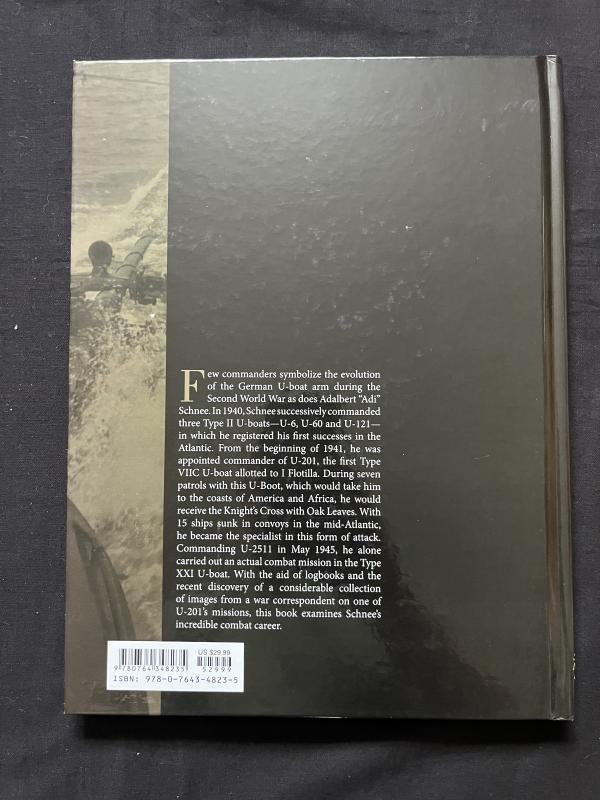 Few commanders symbolize the evolution
of the German U-boat arm during the
Second World War as does Adalbert “Adi”
Schnee. In 1940, Schnee successively commanded
three Type II U-boats—U-6, U-60 and U-121—
in which he registered his first successes in the
Atlantic. From the beginning of 1941, he was
appointed commander of U-201, the first Type
VIIC U-boat allotted to I Flotilla. During seven
patrols with this U-Boot, which would take him
to the coasts of America and Africa, he would
receive the Knight’s Cross with Oak Leaves. With
15 ships sunk in convoys in the mid-Atlantic,
he became the specialist in this form of attack.
Commanding U-2511 in May 1945, he alone
carried out an actual combat mission in the Type
XXI U-boat. With the aid of logbooks and the
recent discovery of a considerable collection
of images from a war correspondent on one of
U-201’s missions, this book examines Schnee’s
incredible combat career.
US $29.99
9 780764 348235
52999
ISBN: 978-0-7643-4823-5